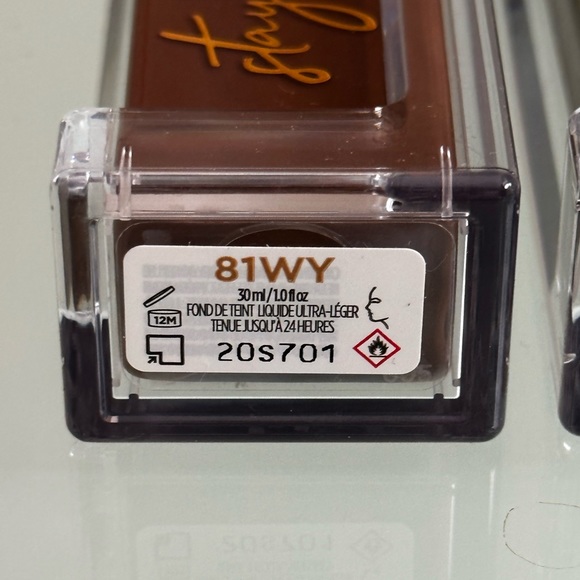 stay
81WY
30 ml / 1.0 fl oz
FOND DE TEINT LIQUIDE ULTRA-LÉGER
TENUE JUSQU'À 24 HEURES
12M
20S701